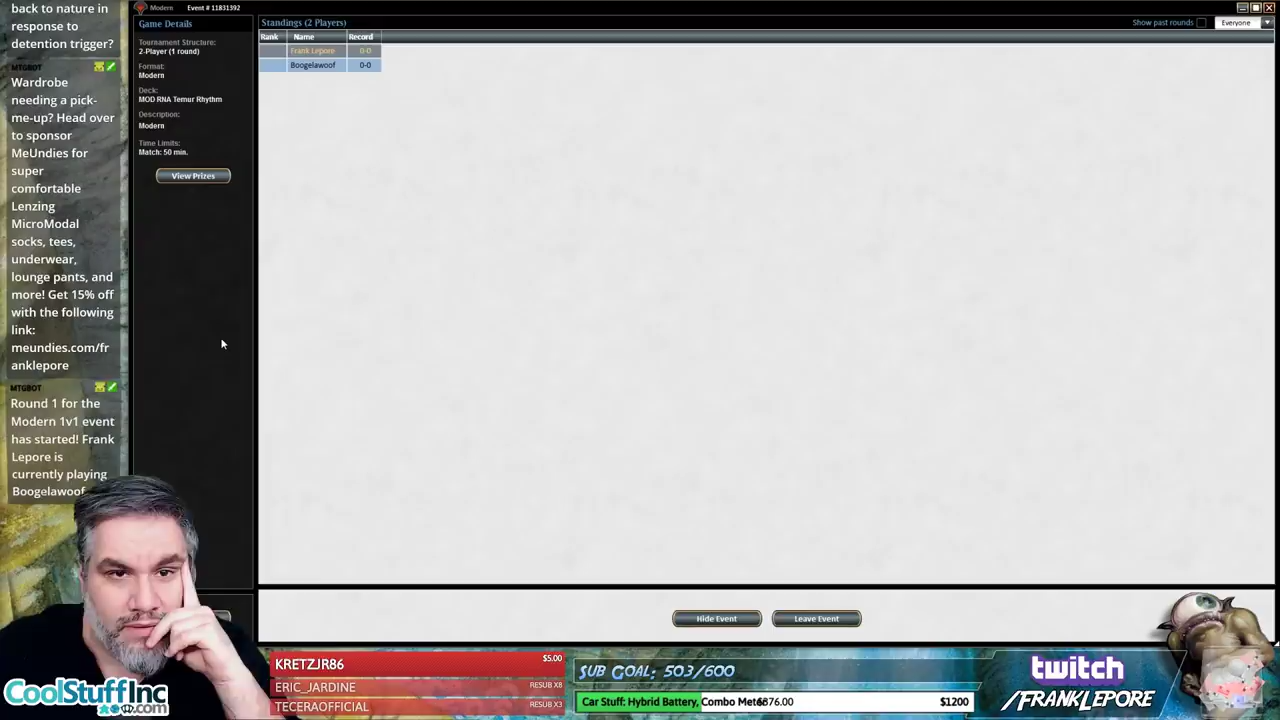 back to nature in
response to
detention trigger?
MTGBOT
Wardrobe
needing a pick-
me-up? Head over
to sponsor
MeUndies for
super
comfortable
Lenzing
MicroModal
socks, tees,
underwear,
lounge pants, and
more! Get 15% off
with the following
link:
meundies.com/fr
anklepore
MTGBOT
Round 1 for the
Modern 1v1 event
has started! Frank
Lepore is
currently playing
Boogelawoof
Modern Event # 11831392
Game Details
Tournament Structure:
2-Player (1 round)
Format:
Modern
Deck:
MOD RNA Temur Rhythm
Description:
Modern
Time Limits:
Match: 50 min.
View Prizes
Standings (2 Players)
Show past rounds
Everyone
Rank Name Record
Frank Lepore 0-0
Boogelawoof 0-0
Hide Event
Leave Event
CoolStuffInc
.com
KRETZJR86 $5.00
ERIC_JARDINE RESUB X8
TECERAOFFICIAL RESUB X3
SUB GOAL: 503/600
Car Stuff: Hybrid Battery, Combo Mete $376.00 $1200
twitch
/FRANKLEPORE